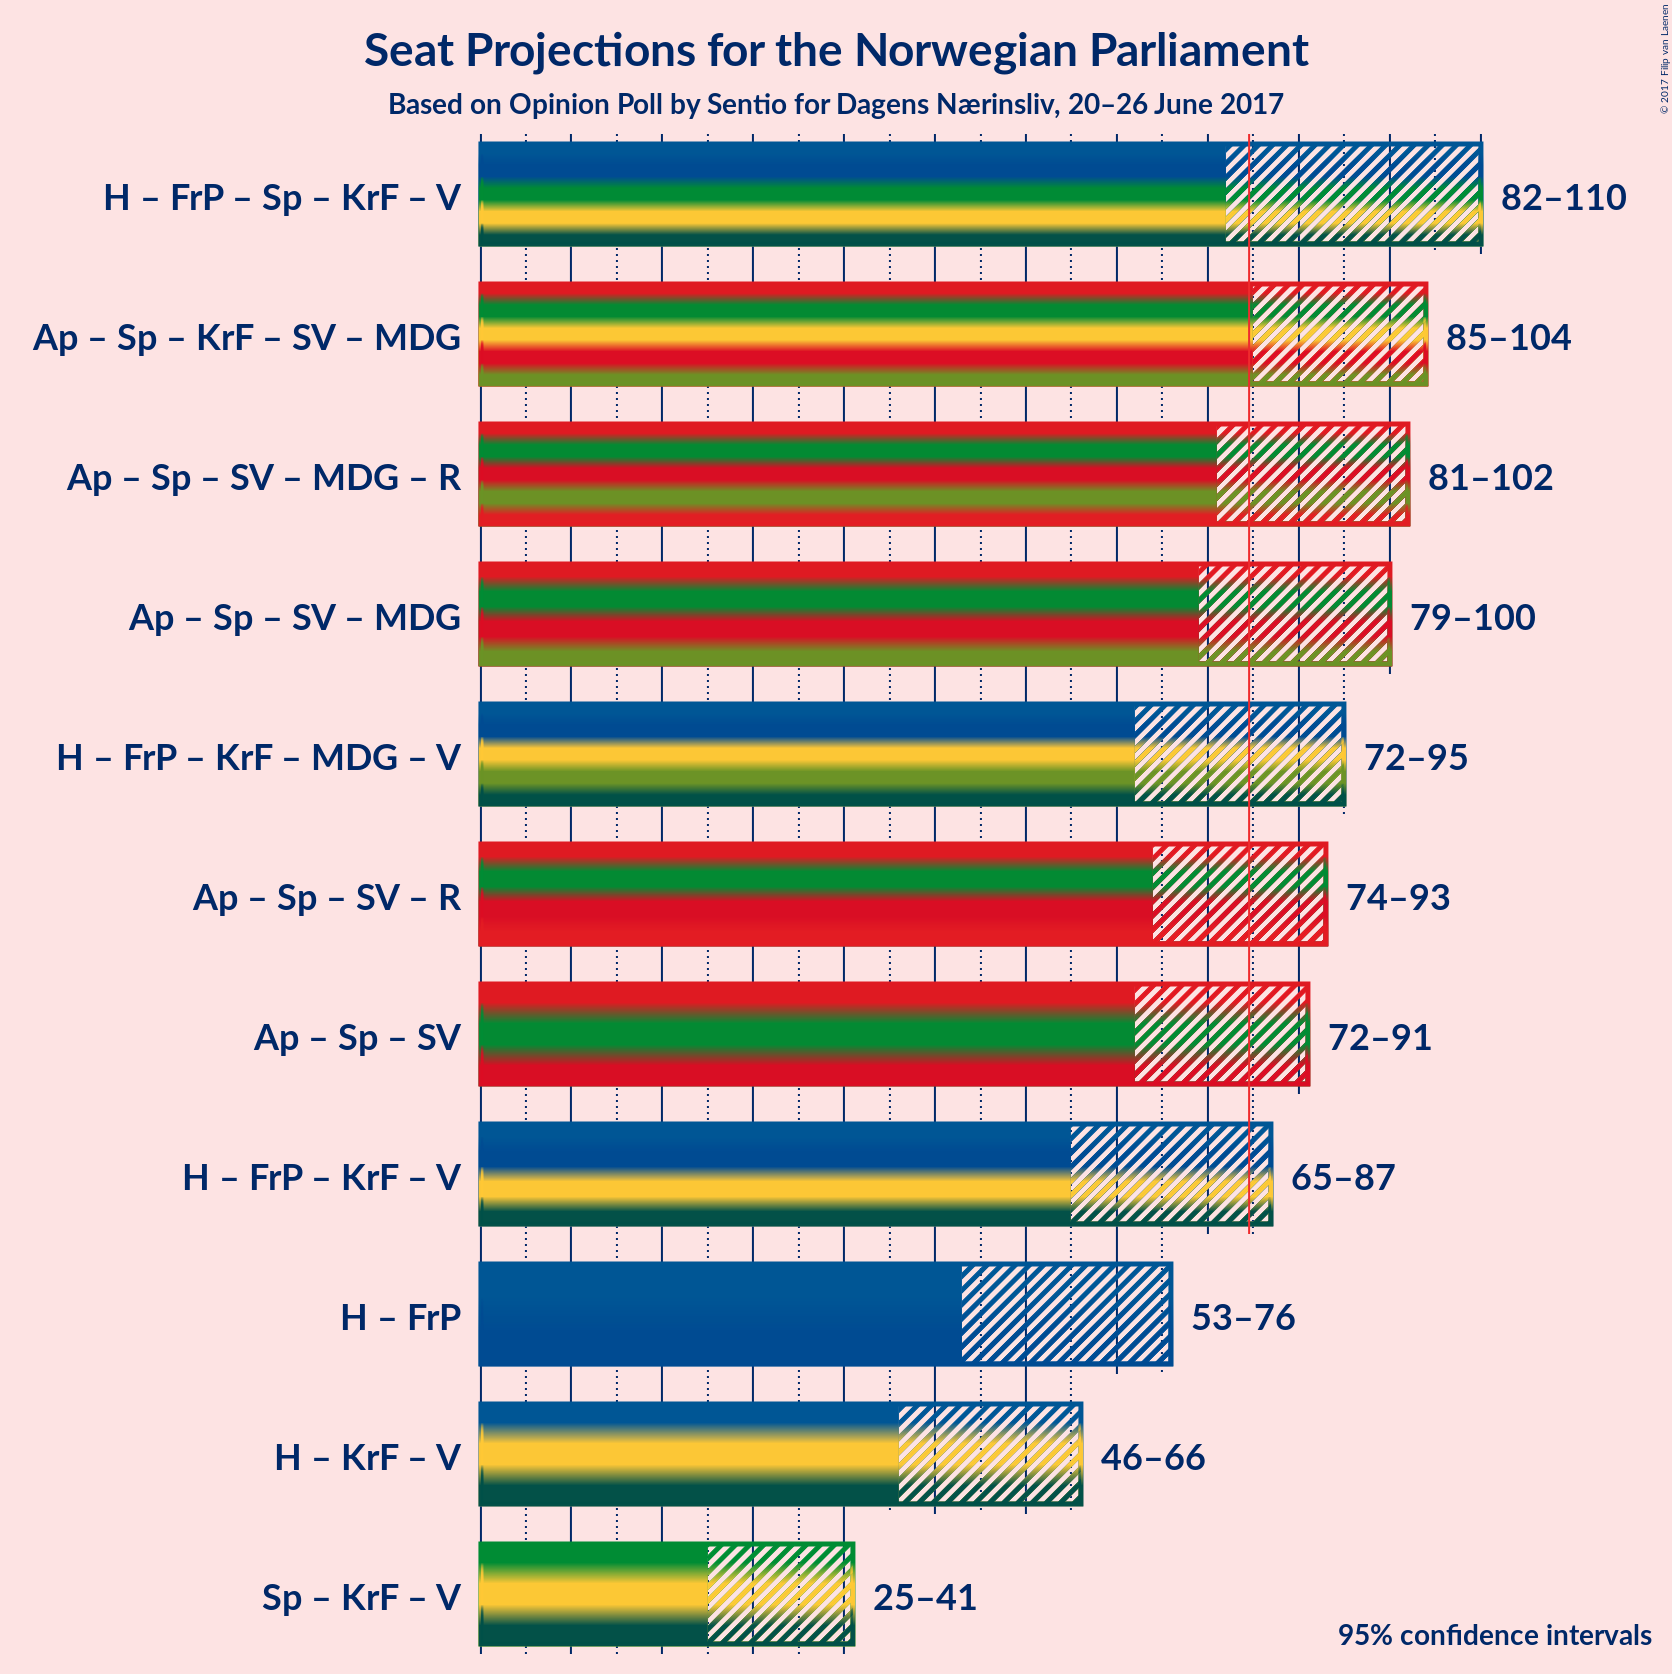 Seat Projections for the Norwegian Parliament
Based on Opinion Poll by Sentio for Dagens Nærinsliv, 20–26 June 2017
© 2017 Filip van Laenen
H – FrP – Sp – KrF – V 82–110
Ap – Sp – KrF – SV – MDG 85–104
Ap – Sp – SV – MDG – R 81–102
Ap – Sp – SV – MDG 79–100
H – FrP – KrF – MDG – V 72–95
Ap – Sp – SV – R 74–93
Ap – Sp – SV 72–91
H – FrP – KrF – V 65–87
H – FrP 53–76
H – KrF – V 46–66
Sp – KrF – V 25–41
95% confidence intervals